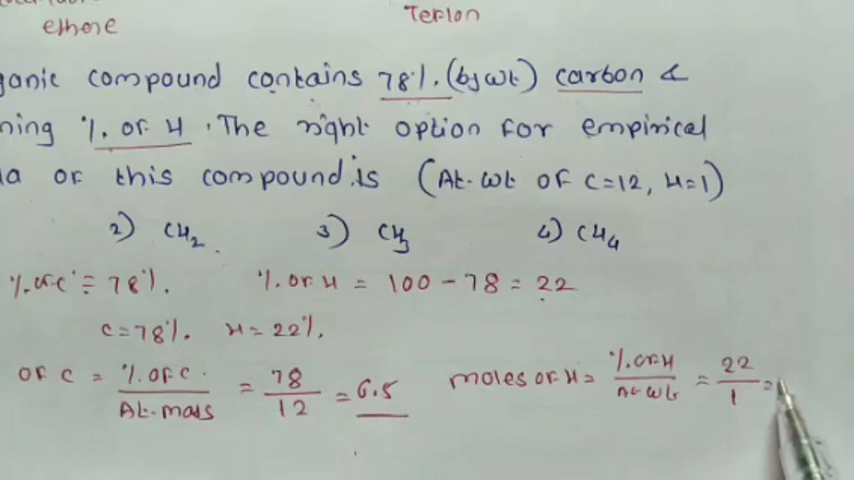 ethone
Teflon
ganic compound contains 78%. (by wt) carbon &
ning %. of H. The right option for empirical
la of this compound is (At. wt of C=12, H=1)
2) CH₂. 3) CH₃ 4) CH₄
%. of C = 78%. %. of H = 100 - 78 = 22
C = 78%. H = 22%.
of C = %. of C. / At. mass = 78 / 12 = 6.5 moles of H = %. of H / At. wt = 22 / 1 =